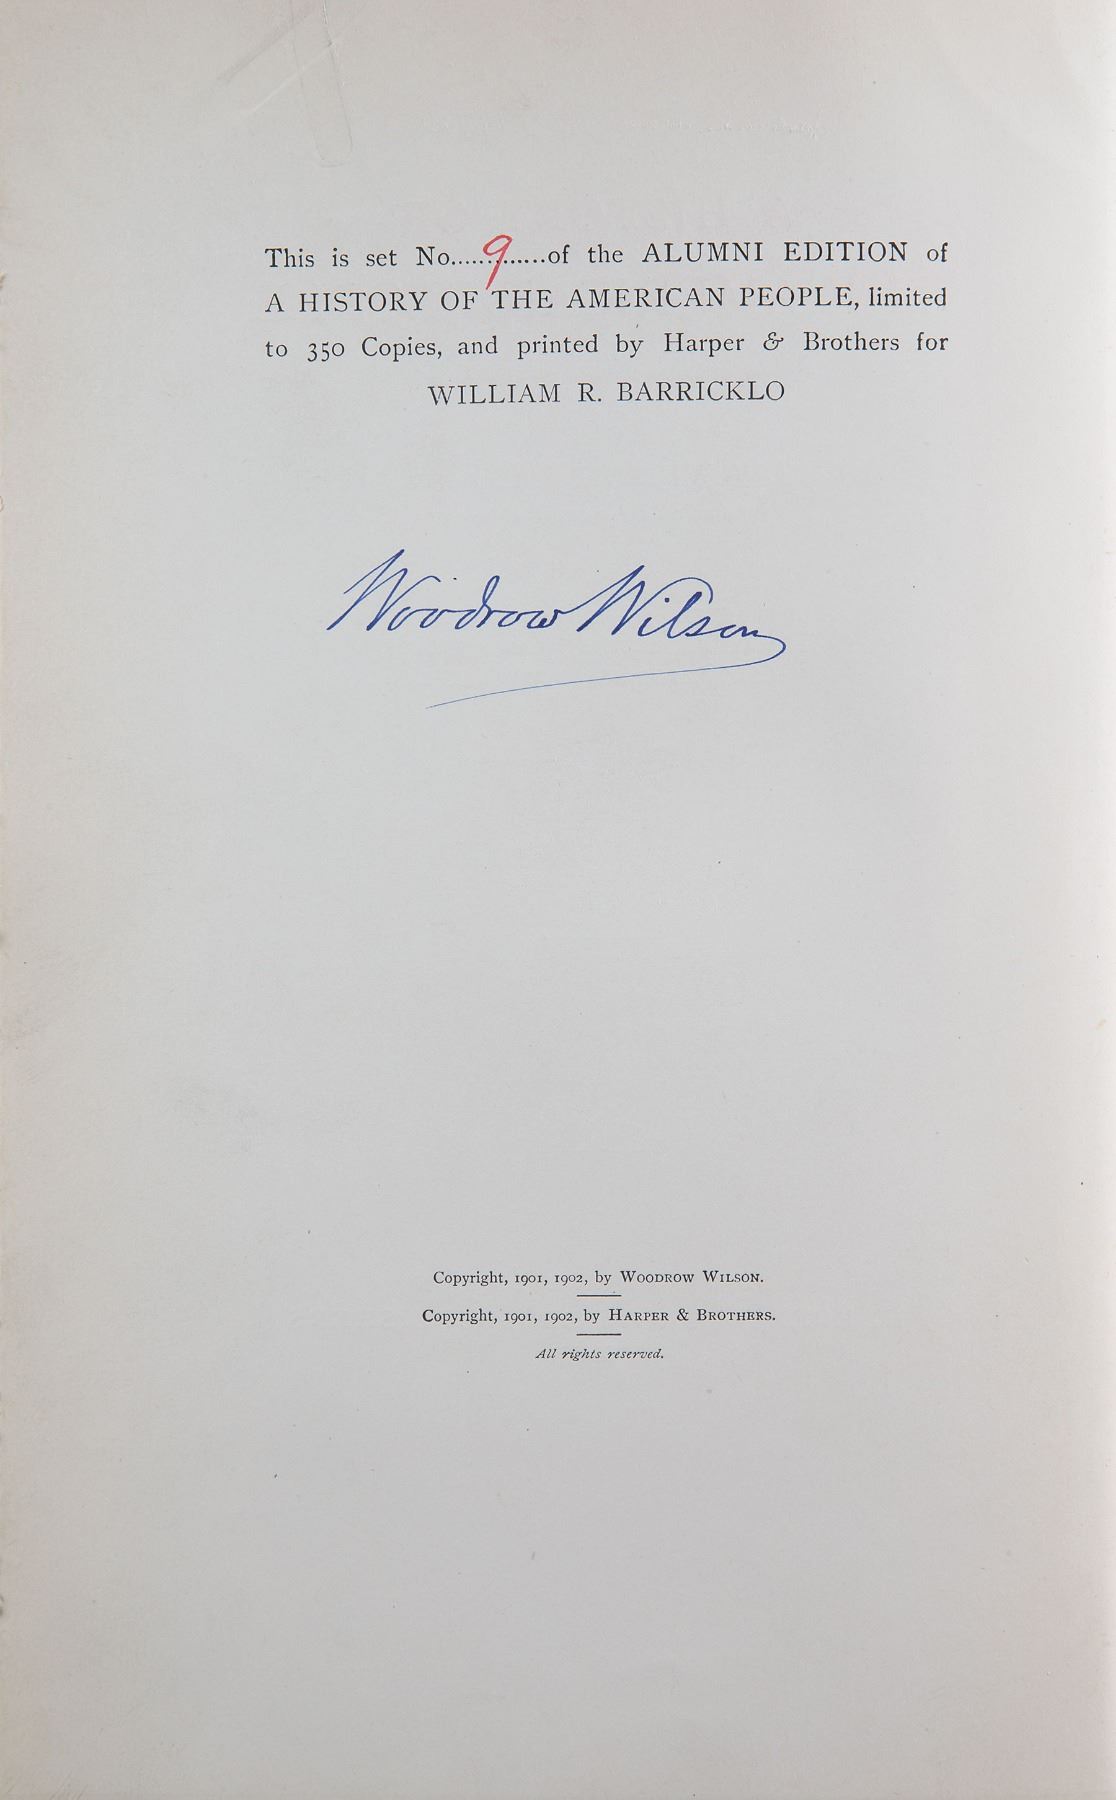 This is set No......9......of the ALUMNI EDITION of
A HISTORY OF THE AMERICAN PEOPLE, limited
to 350 Copies, and printed by Harper & Brothers for
WILLIAM R. BARRICKLO
Woodrow Wilson
Copyright, 1901, 1902, by WOODROW WILSON.
Copyright, 1901, 1902, by HARPER & BROTHERS.
All rights reserved.